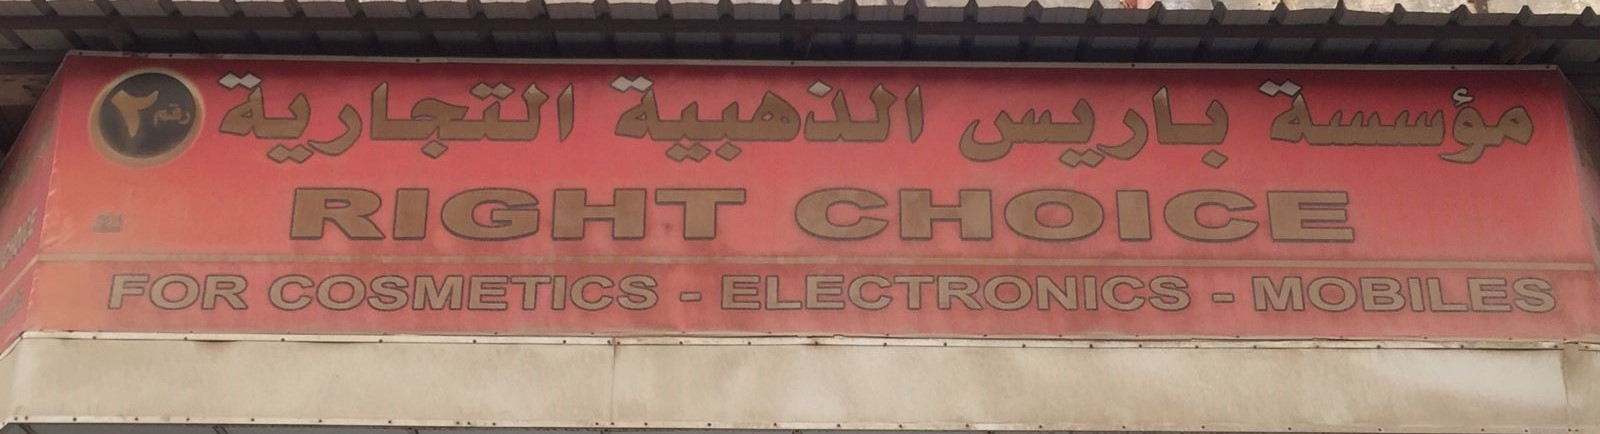 مؤسسة باريس الذهبية التجارية رقم ٢
RIGHT CHOICE
FOR COSMETICS - ELECTRONICS - MOBILES